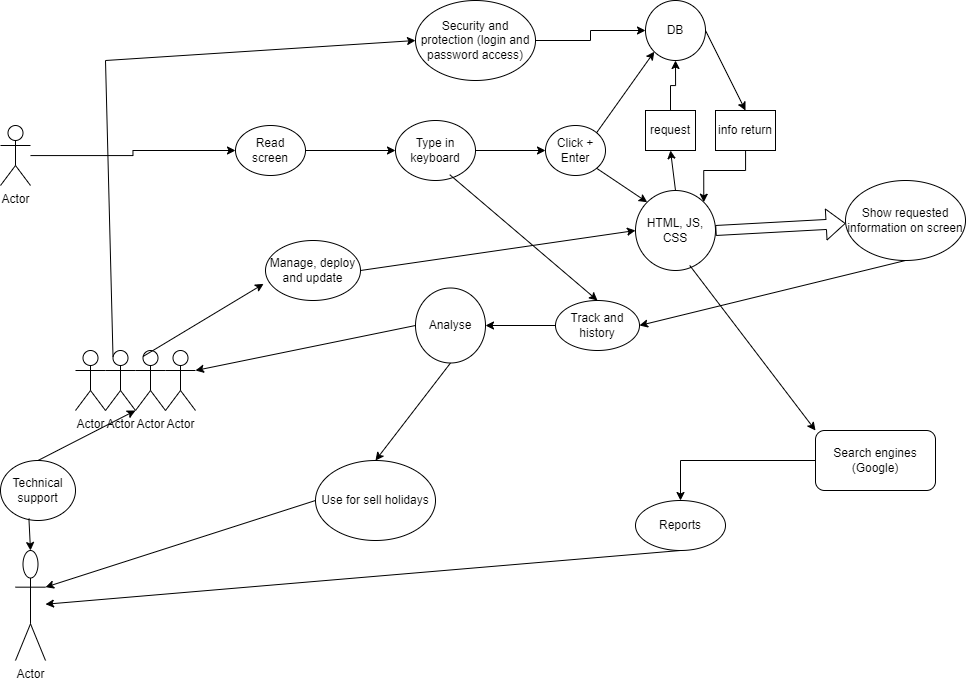 Security and
protection (login and
password access)
DB
request
info return
Read
screen
Type in
keyboard
Click +
Enter
Actor
HTML, JS,
CSS
Show requested
information on screen
Manage, deploy
and update
Analyse
Track and
history
Actor Actor Actor Actor
Search engines
(Google)
Technical
support
Use for sell holidays
Reports
Actor